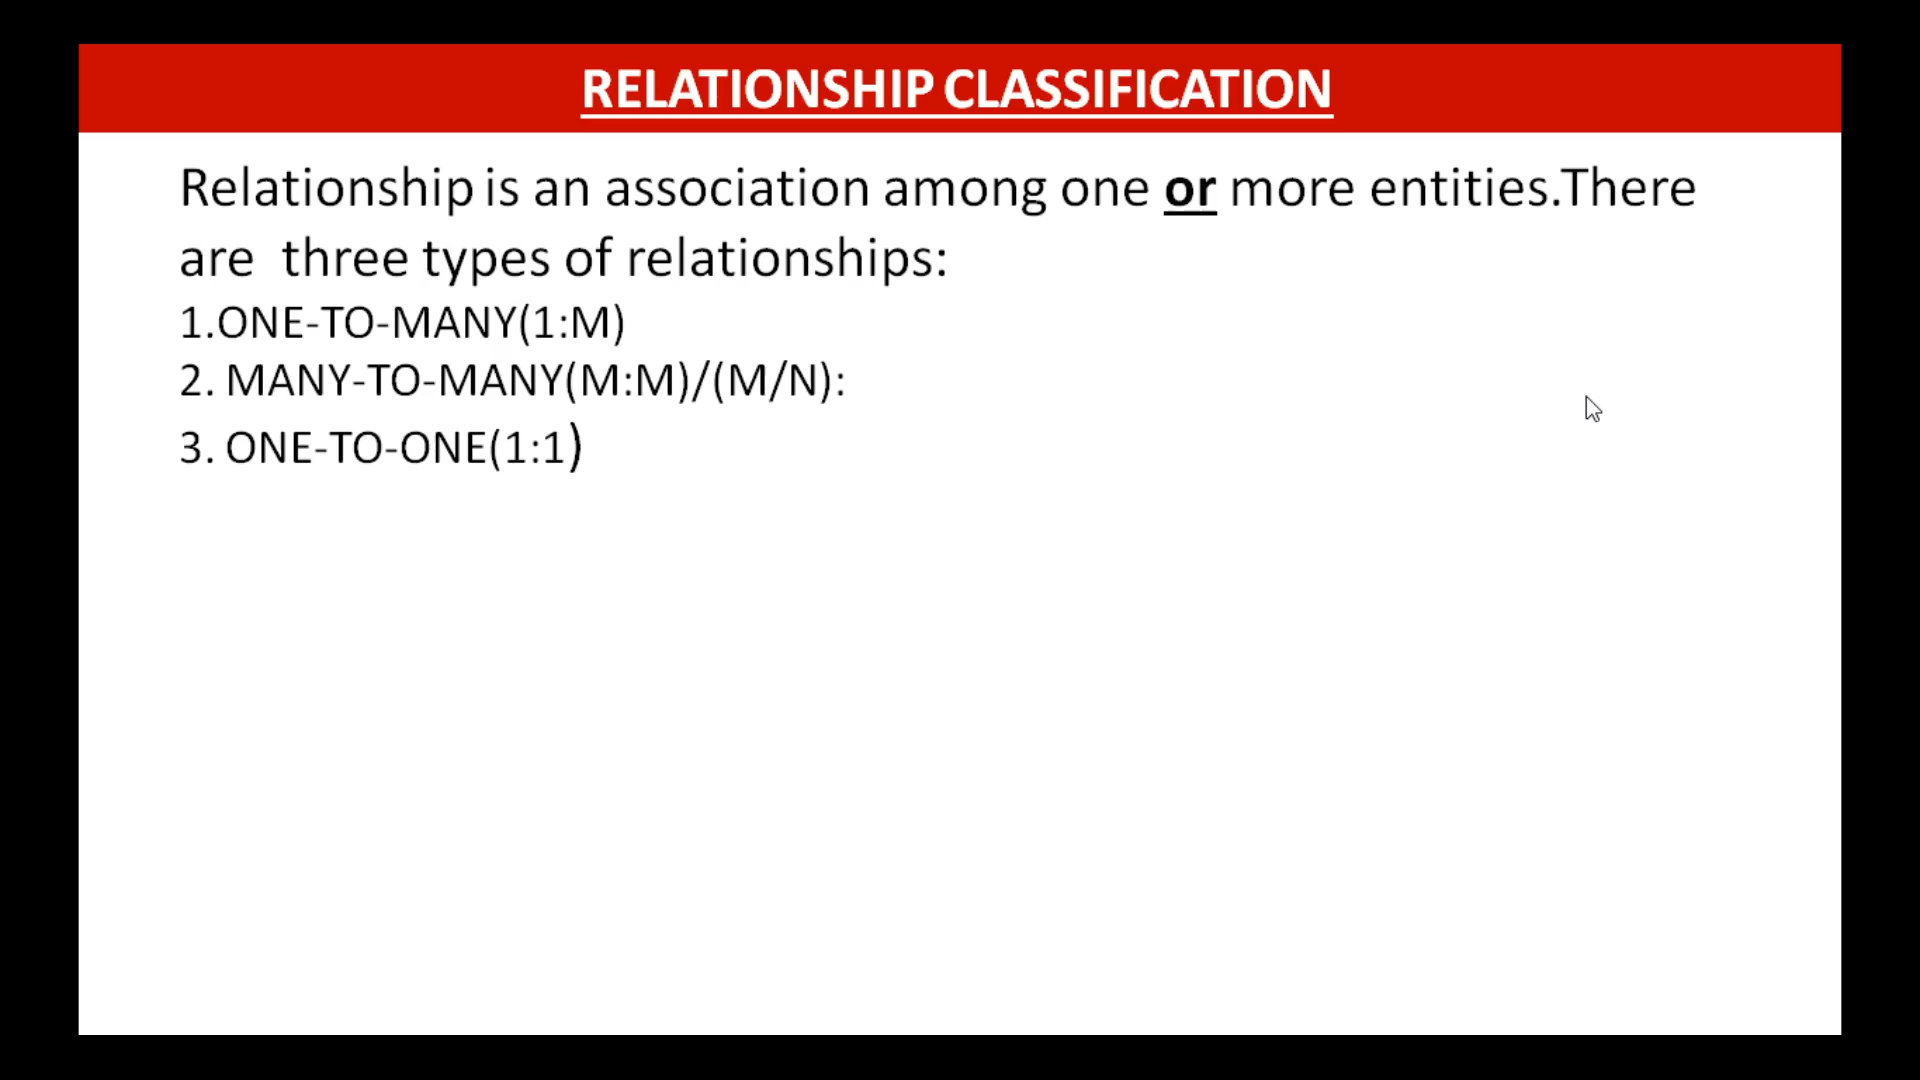 RELATIONSHIP CLASSIFICATION
Relationship is an association among one or more entities.There
are  three types of relationships:
1.ONE-TO-MANY(1:M)
2. MANY-TO-MANY(M:M)/(M/N):
3. ONE-TO-ONE(1:1)